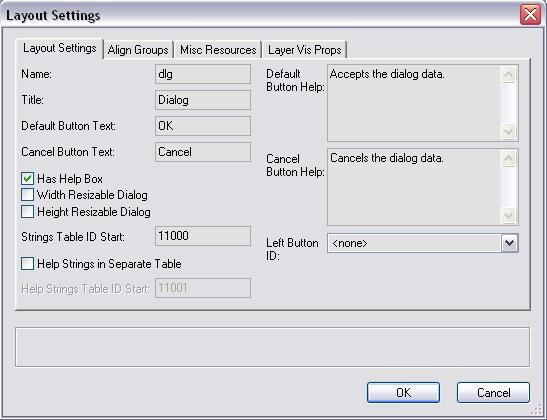 Layout Settings
Layout Settings Align Groups Misc Resources Layer Vis Props
Name: dlg
Title: Dialog
Default Button Text: OK
Cancel Button Text: Cancel
Has Help Box
Width Resizable Dialog
Height Resizable Dialog
Strings Table ID Start: 11000
Help Strings in Separate Table
Help Strings Table ID Start: 11001
Default
Button Help:
Accepts the dialog data.
Cancel
Button Help:
Cancels the dialog data.
Left Button
ID:
<none>
OK Cancel